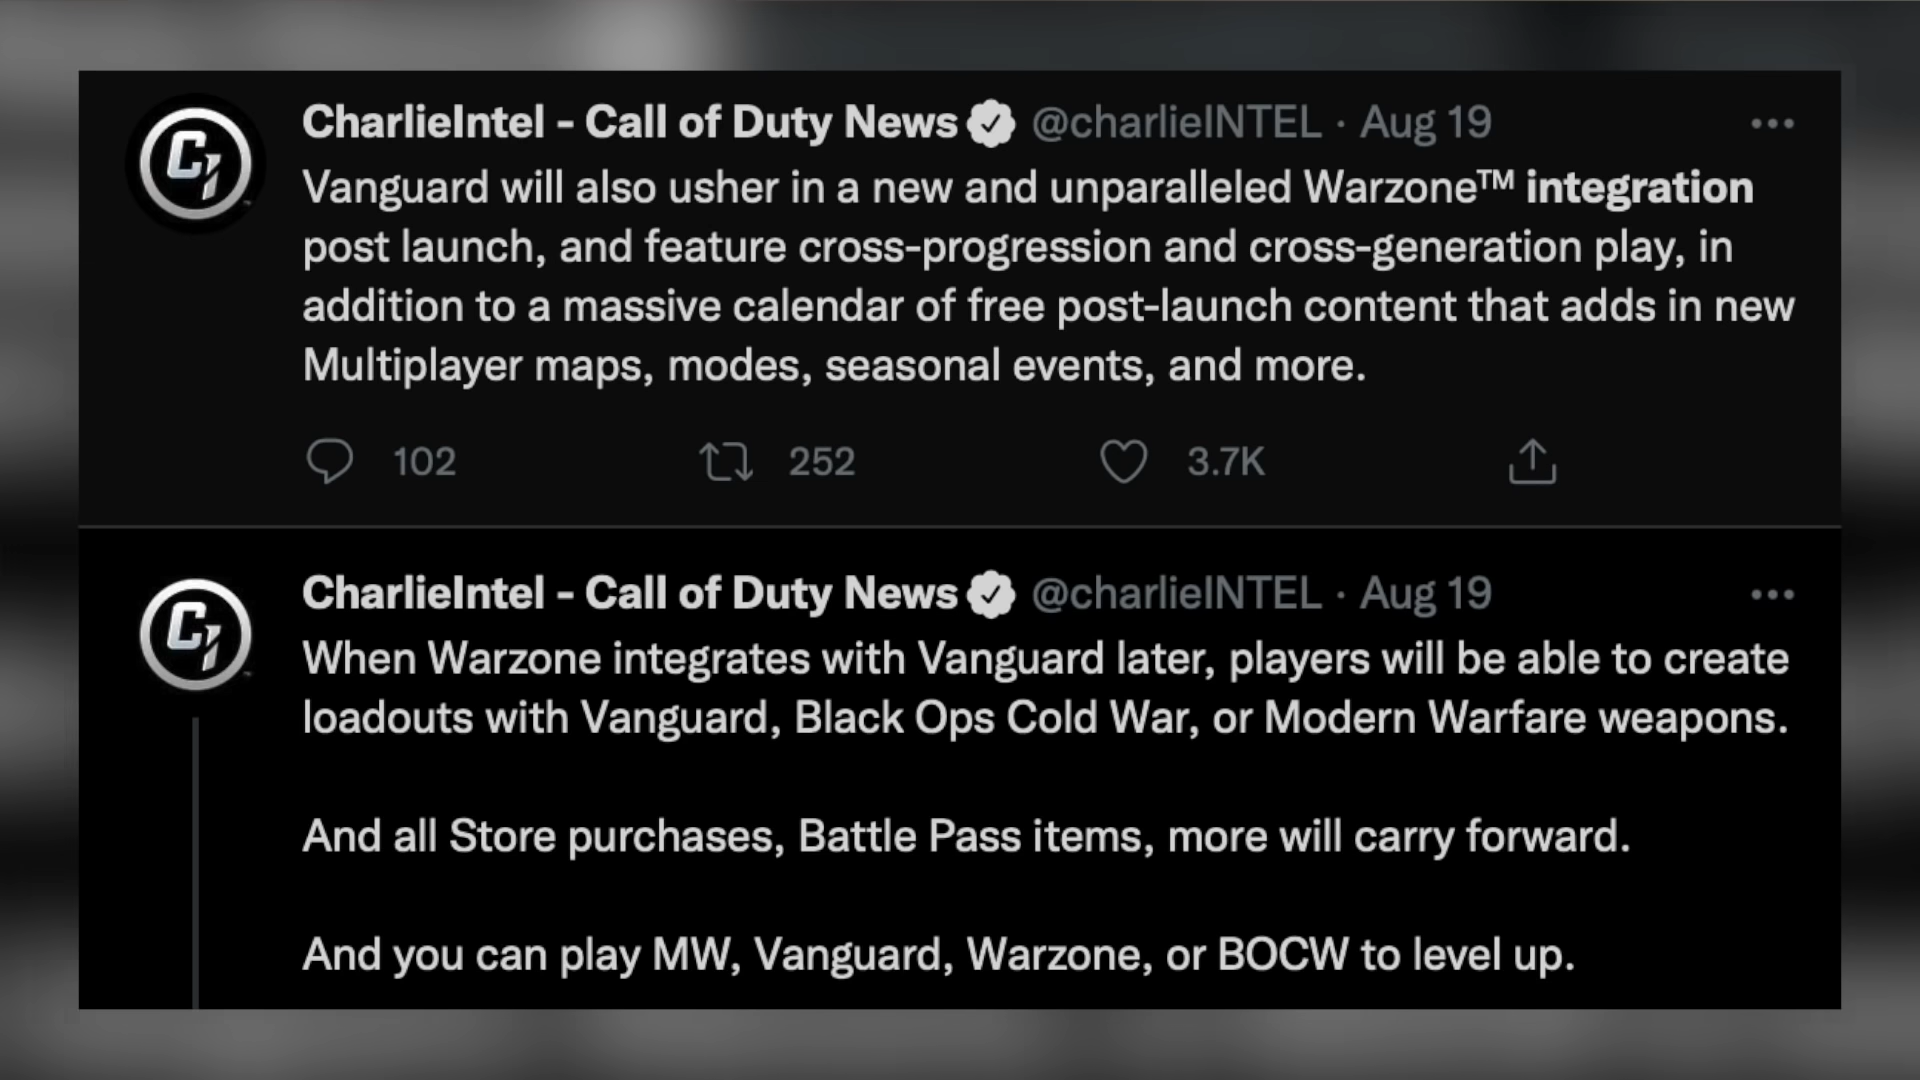 CharlieIntel - Call of Duty News @charlieINTEL · Aug 19
Vanguard will also usher in a new and unparalleled Warzone™ integration
post launch, and feature cross-progression and cross-generation play, in
addition to a massive calendar of free post-launch content that adds in new
Multiplayer maps, modes, seasonal events, and more.
102 252 3.7K
CharlieIntel - Call of Duty News @charlieINTEL · Aug 19
When Warzone integrates with Vanguard later, players will be able to create
loadouts with Vanguard, Black Ops Cold War, or Modern Warfare weapons.
And all Store purchases, Battle Pass items, more will carry forward.
And you can play MW, Vanguard, Warzone, or BOCW to level up.